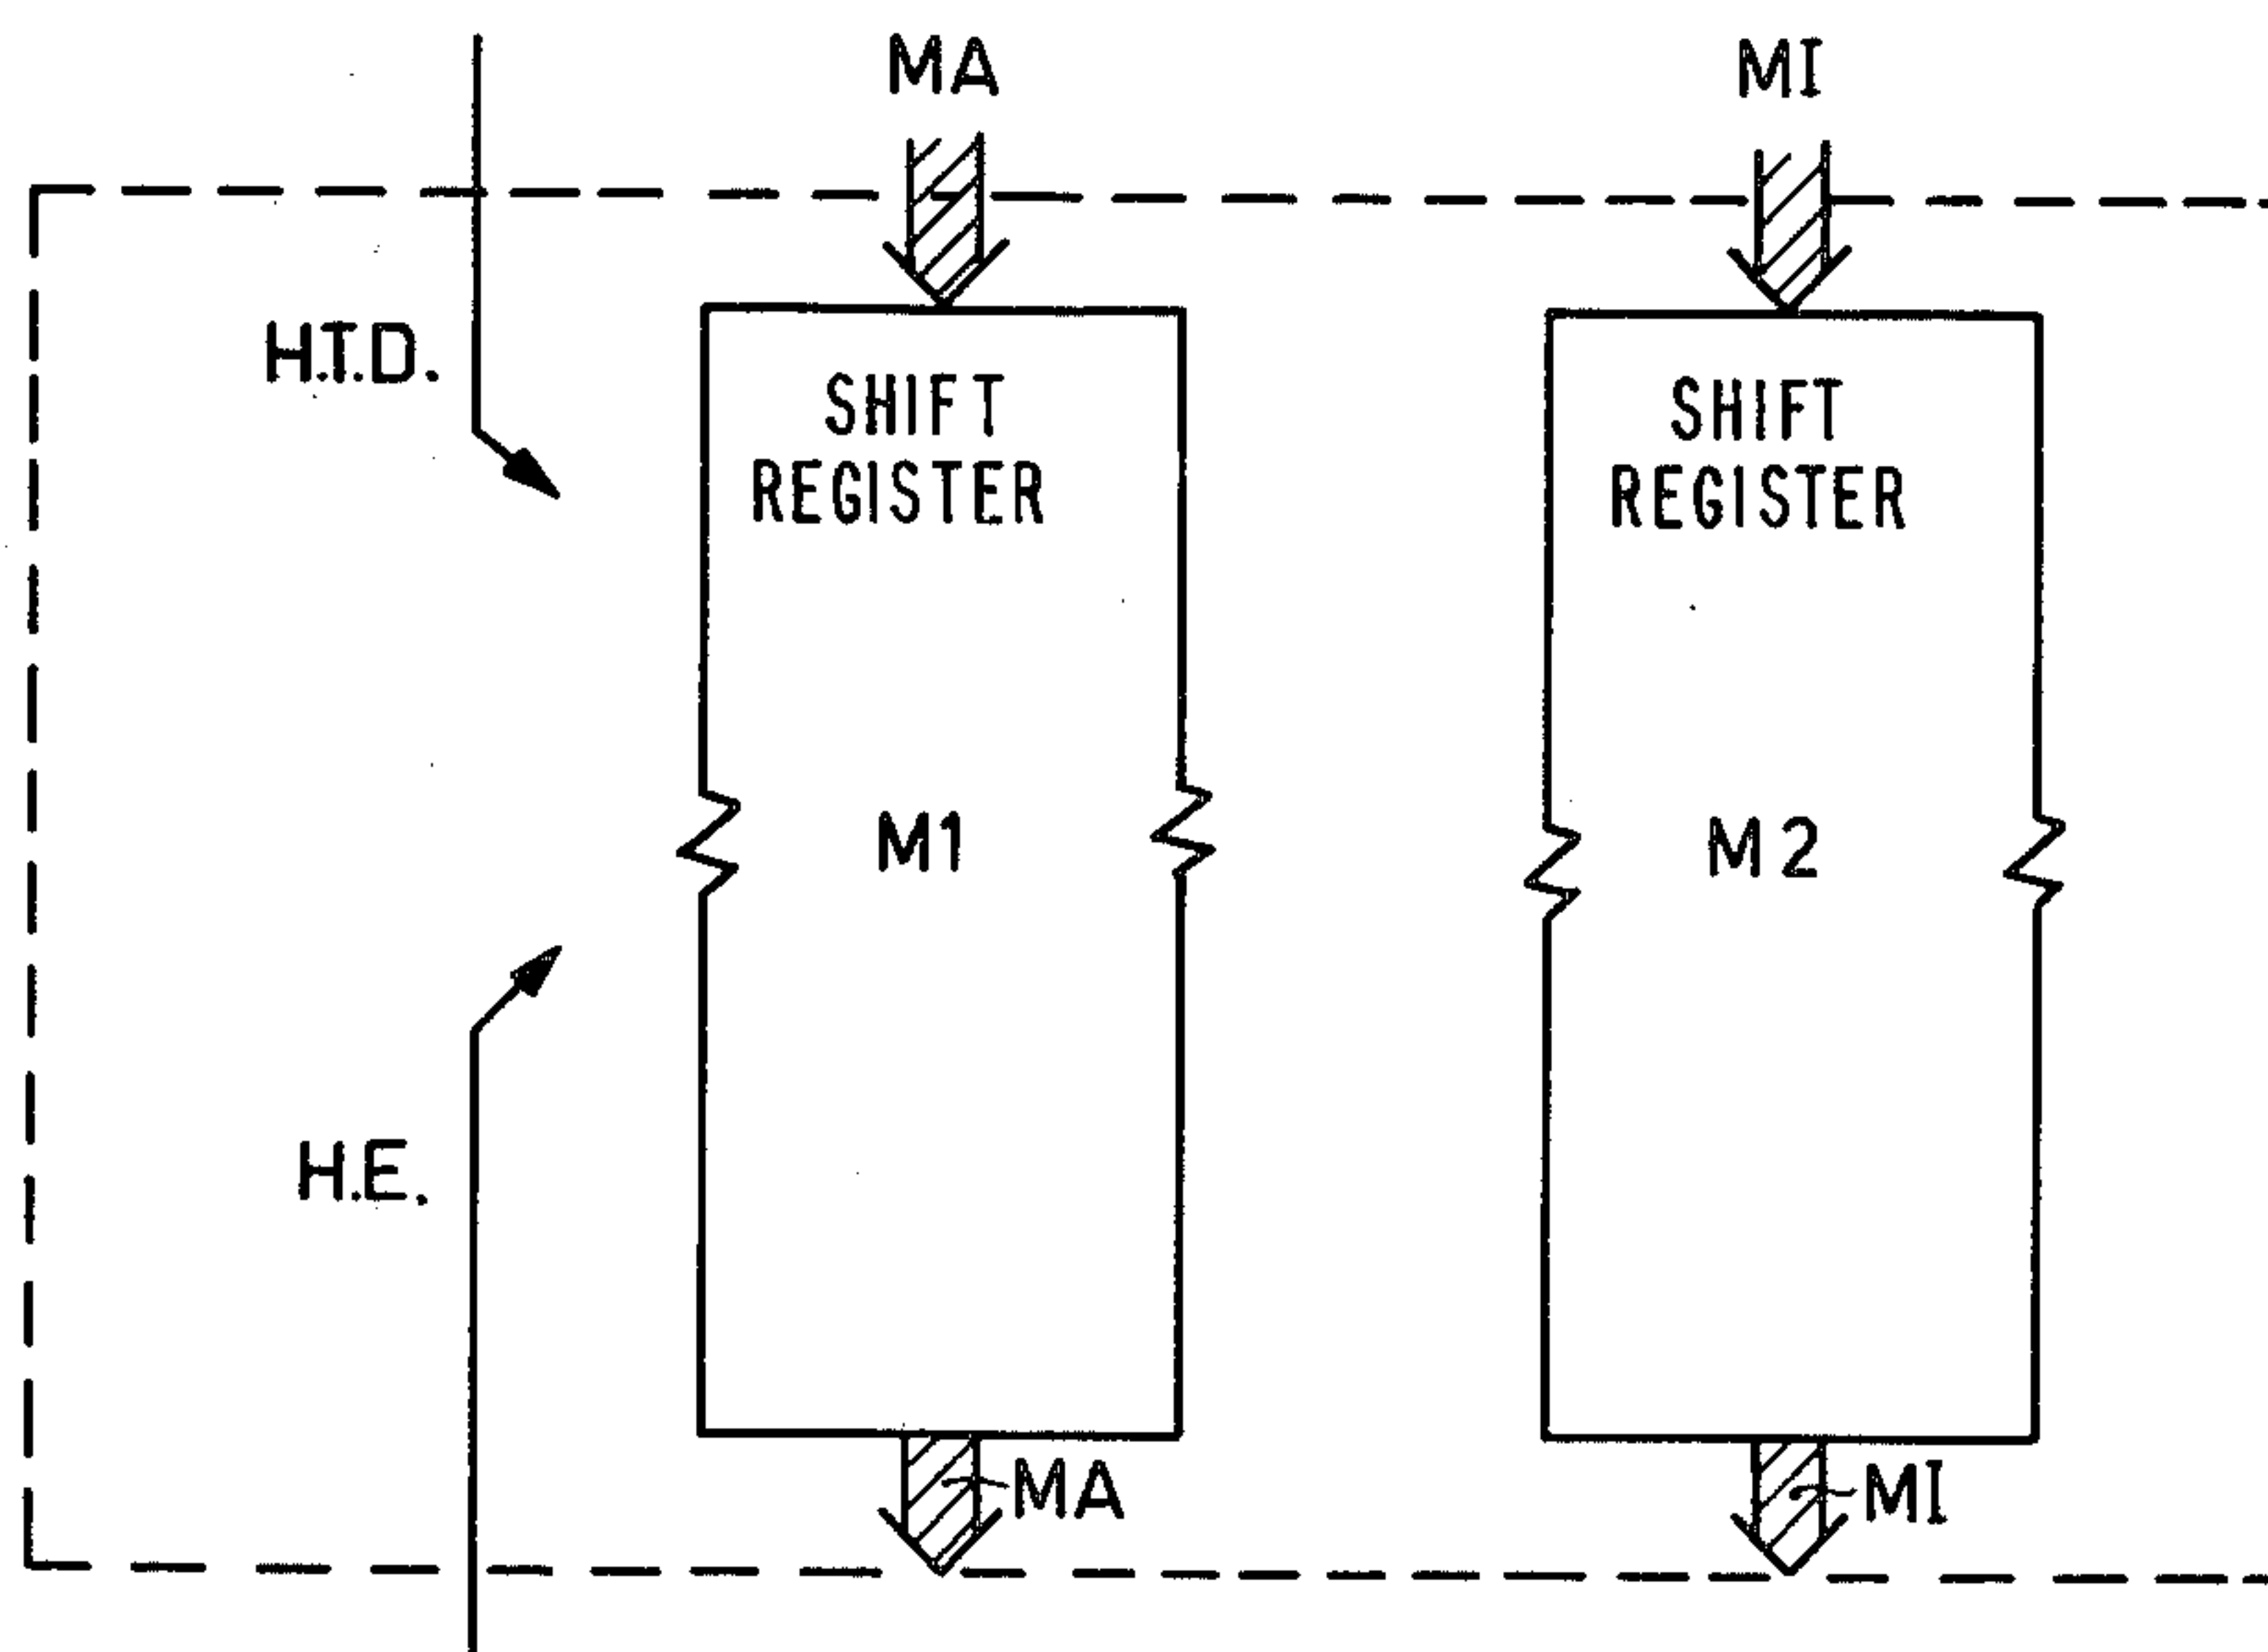 MA
MI
H.T.D.
SHIFT
REGISTER
SHIFT
REGISTER
M1
M2
H.E.
MA
MI